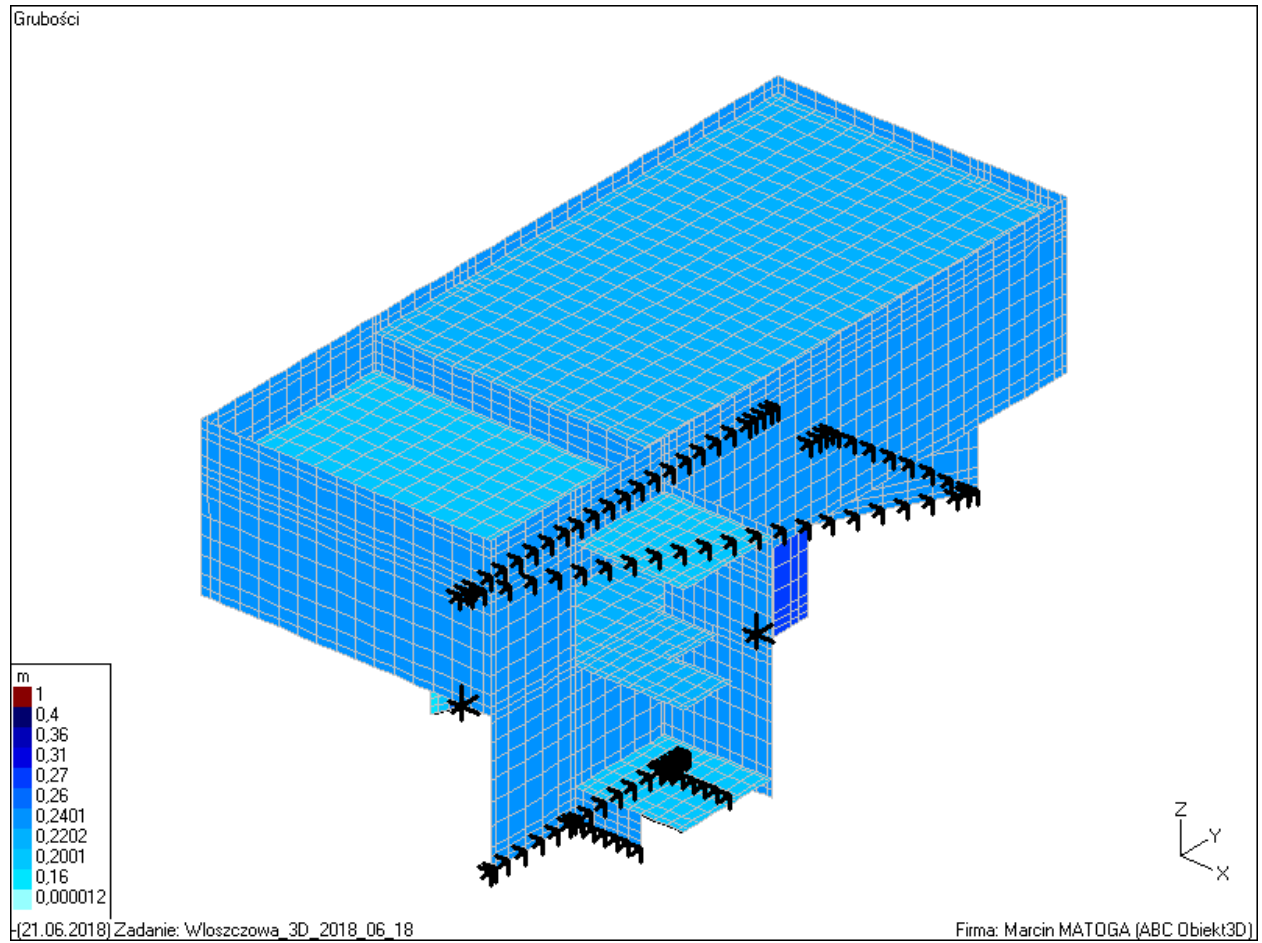 Grubości
m
1
0,4
0,36
0,31
0,27
0,26
0,2401
0,2202
0,2001
0,16
0,000012
Z
Y
X
-(21.06.2018) Zadanie: Wloszczowa_3D_2018_06_18
Firma: Marcin MATOGA (ABC Obiekt3D)